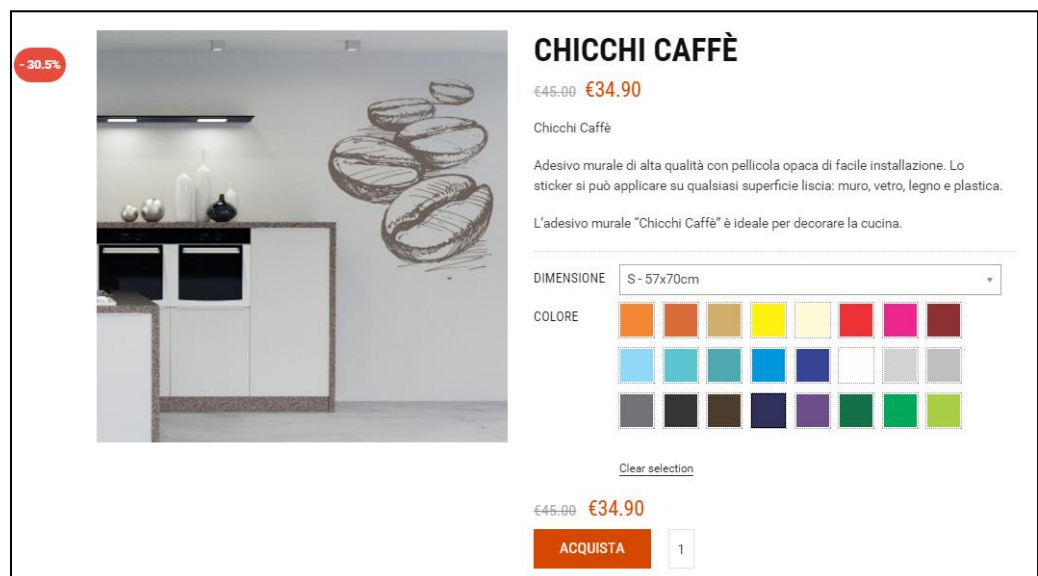 - 30.5%
CHICCHI CAFFÈ
€45.00 €34.90
Chicchi Caffè
Adesivo murale di alta qualità con pellicola opaca di facile installazione. Lo
sticker si può applicare su qualsiasi superficie liscia: muro, vetro, legno e plastica.
L'adesivo murale “Chicchi Caffè” è ideale per decorare la cucina.
DIMENSIONE S - 57x70cm
COLORE
Clear selection
€45.00 €34.90
ACQUISTA 1